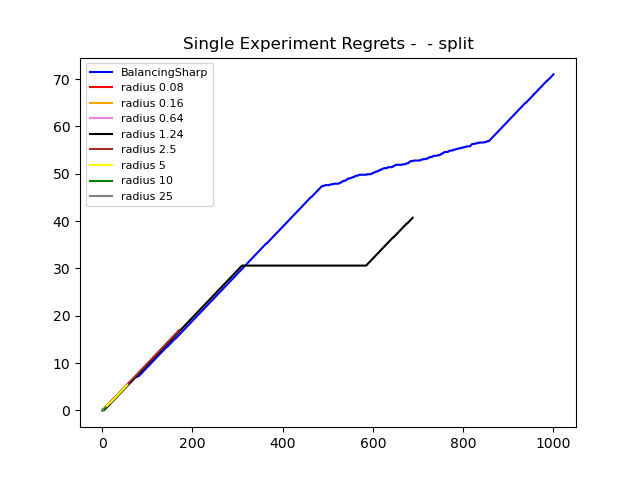 Single Experiment Regrets -  - split
BalancingSharp
radius 0.08
radius 0.16
radius 0.64
radius 1.24
radius 2.5
radius 5
radius 10
radius 25
70
60
50
40
30
20
10
0
0 200 400 600 800 1000